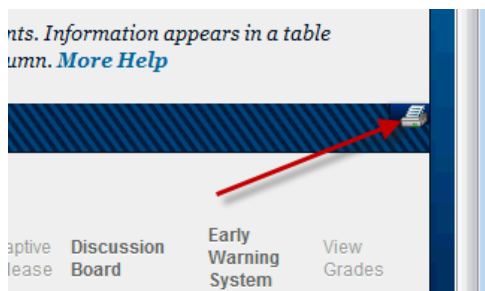 nts. Information appears in a table
umn. More Help
aptive
lease
Discussion
Board
Early
Warning
System
View
Grades